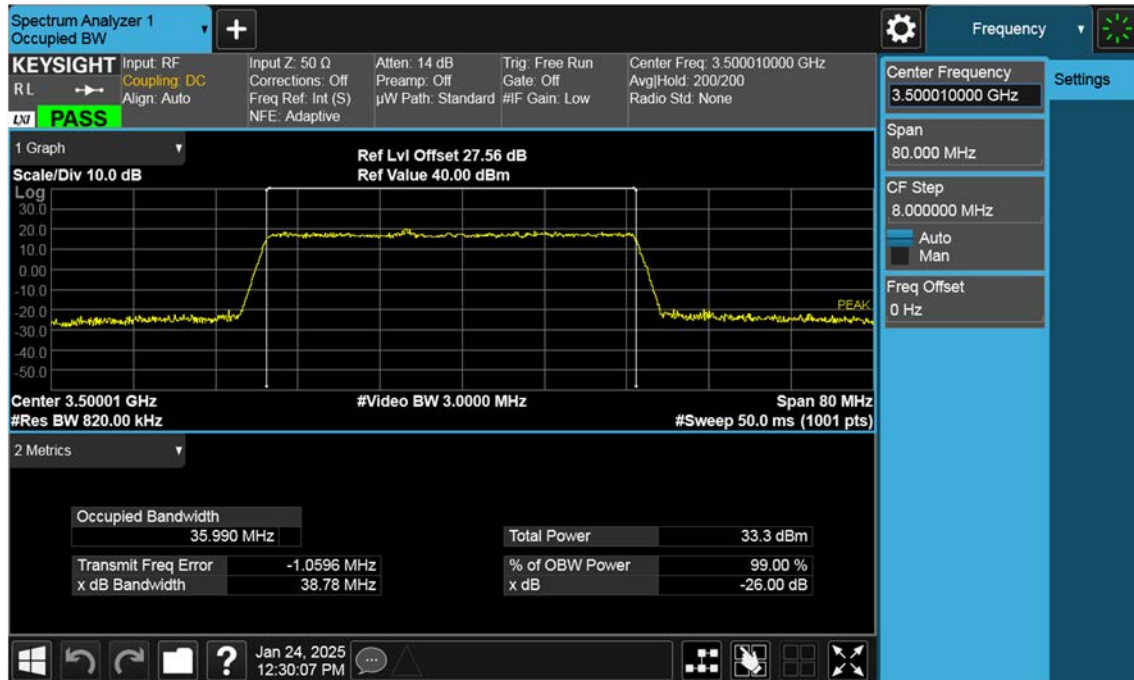 Spectrum Analyzer 1
Occupied BW
+
Frequency
KEYSIGHT
RL
LXI PASS
Input: RF
Coupling: DC
Align: Auto
Input Z: 50 Ω
Corrections: Off
Freq Ref: Int (S)
NFE: Adaptive
Atten: 14 dB
Preamp: Off
µW Path: Standard
Trig: Free Run
Gate: Off
#IF Gain: Low
Center Freq: 3.500010000 GHz
Avg|Hold: 200/200
Radio Std: None
Center Frequency
3.500010000 GHz
Settings
Span
80.000 MHz
CF Step
8.000000 MHz
Auto
Man
Freq Offset
0 Hz
1 Graph
Scale/Div 10.0 dB
Ref Lvl Offset 27.56 dB
Ref Value 40.00 dBm
Log
30.0
20.0
10.0
0.00
-10.0
-20.0
-30.0
-40.0
-50.0
PEAK
Center 3.50001 GHz
#Video BW 3.0000 MHz
Span 80 MHz
#Res BW 820.00 kHz
#Sweep 50.0 ms (1001 pts)
2 Metrics
Occupied Bandwidth
35.990 MHz
Total Power 33.3 dBm
Transmit Freq Error -1.0596 MHz
% of OBW Power 99.00 %
x dB Bandwidth 38.78 MHz
x dB -26.00 dB
?
Jan 24, 2025
12:30:07 PM